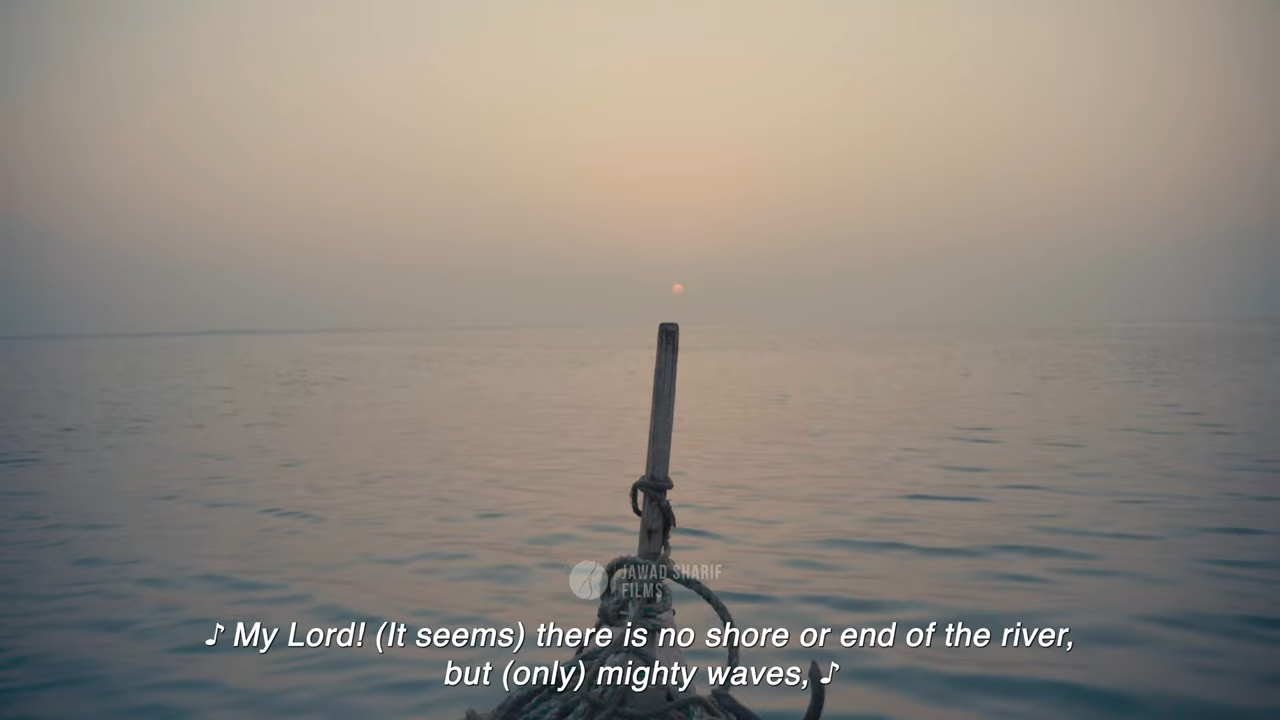 JAWAD SHARIF
FILMS
♪ My Lord! (It seems) there is no shore or end of the river,
but (only) mighty waves, ♪